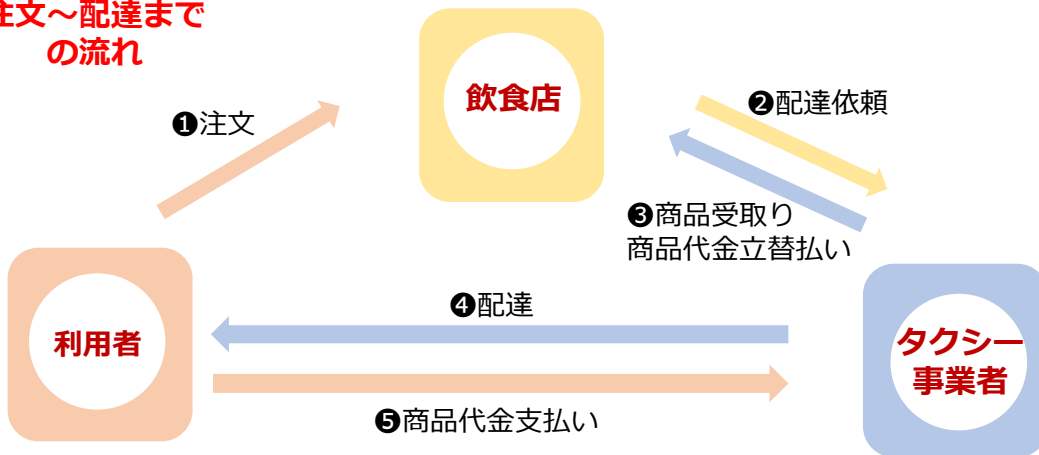 注文～配達まで
の流れ
飲食店
❶注文
❷配達依頼
❸商品受取り
商品代金立替払い
❹配達
利用者
タクシー
事業者
❺商品代金支払い